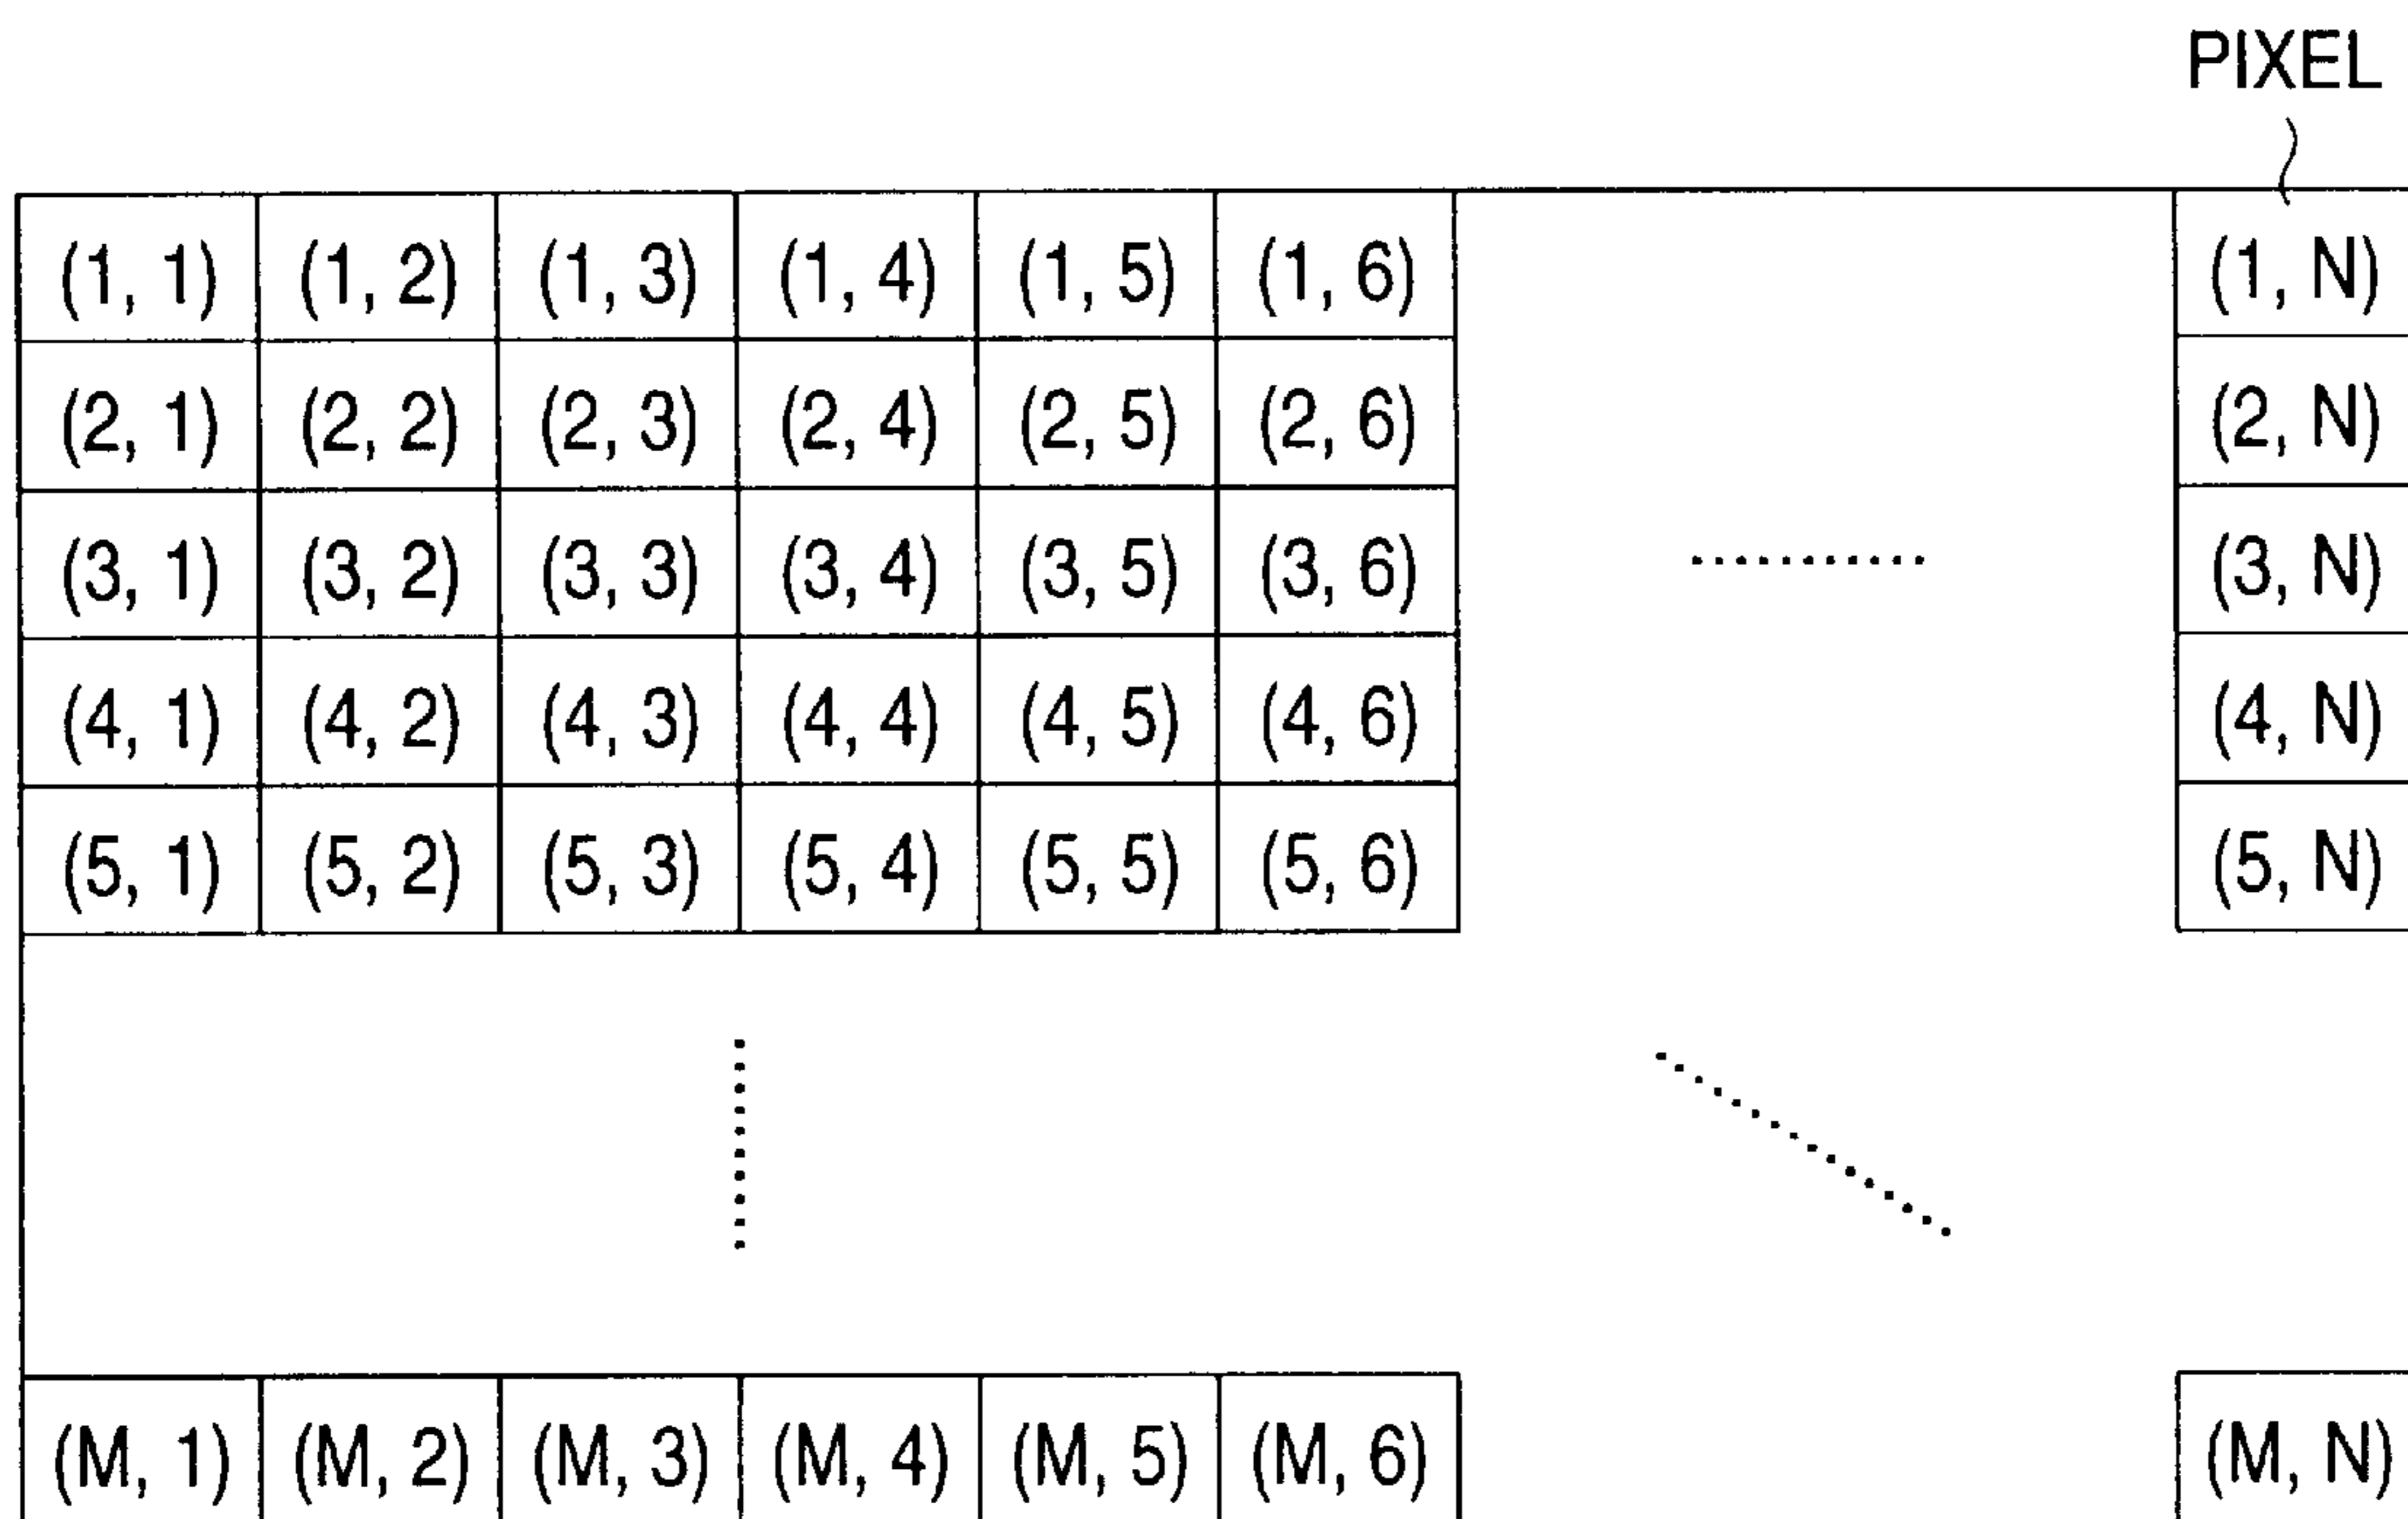 PIXEL
(1, 1) (1, 2) (1, 3) (1, 4) (1, 5) (1, 6) (1, N)
(2, 1) (2, 2) (2, 3) (2, 4) (2, 5) (2, 6) (2, N)
(3, 1) (3, 2) (3, 3) (3, 4) (3, 5) (3, 6) (3, N)
(4, 1) (4, 2) (4, 3) (4, 4) (4, 5) (4, 6) (4, N)
(5, 1) (5, 2) (5, 3) (5, 4) (5, 5) (5, 6) (5, N)
(M, 1) (M, 2) (M, 3) (M, 4) (M, 5) (M, 6) (M, N)